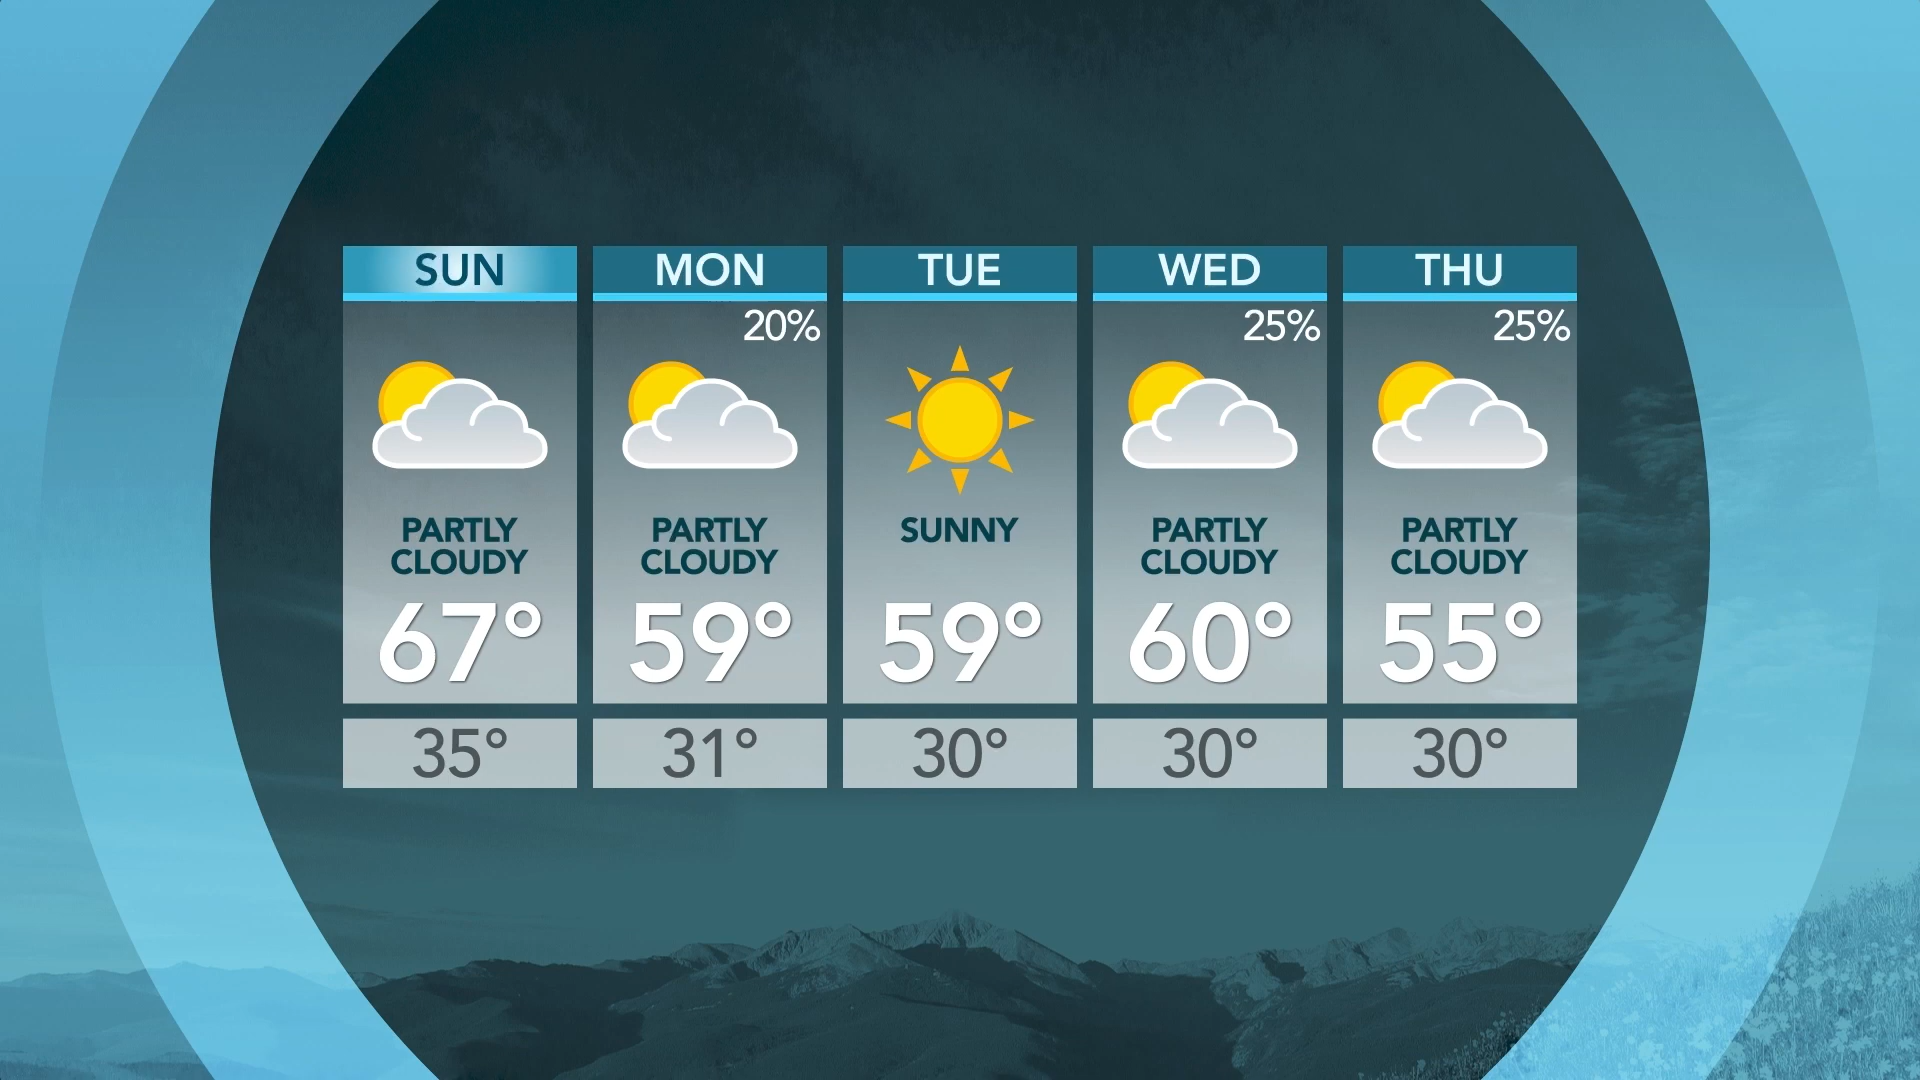 SUN
PARTLY
CLOUDY
67°
35°
MON
20%
PARTLY
CLOUDY
59°
31°
TUE
SUNNY
59°
30°
WED
25%
PARTLY
CLOUDY
60°
30°
THU
25%
PARTLY
CLOUDY
55°
30°